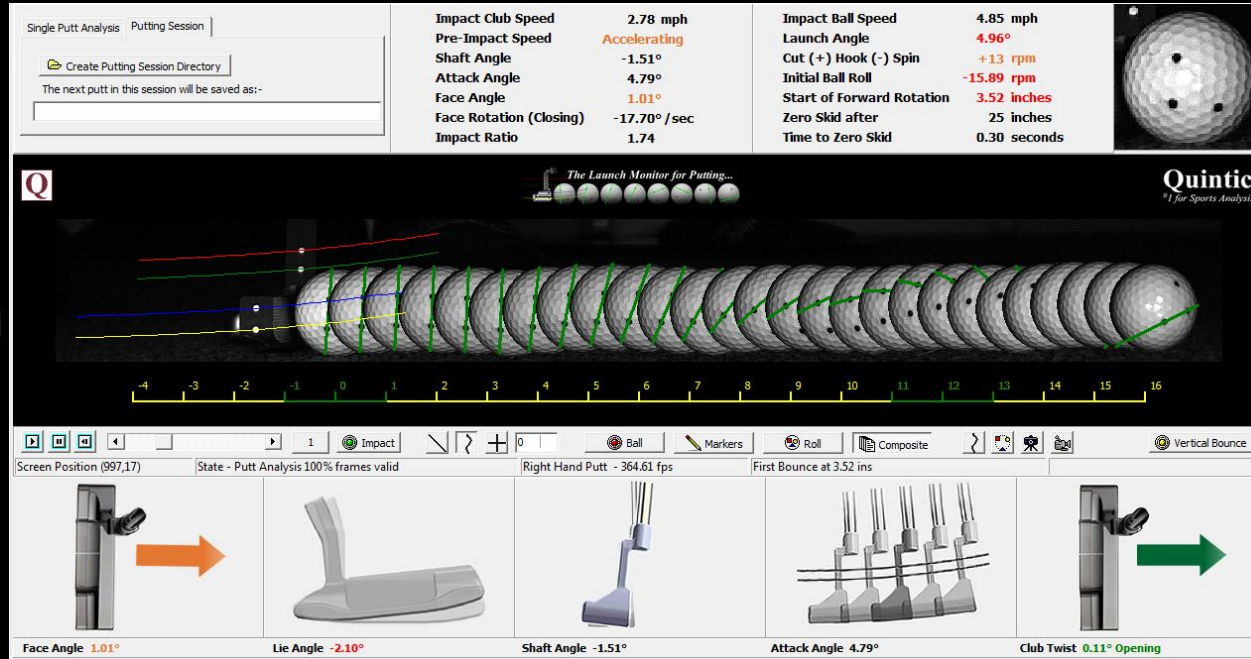 Single Putt Analysis Putting Session
Create Putting Session Directory
The next putt in this session will be saved as:-
Impact Club Speed 2.78 mph
Pre-Impact Speed Accelerating
Shaft Angle -1.51°
Attack Angle 4.79°
Face Angle 1.01°
Face Rotation (Closing) -17.70°/sec
Impact Ratio 1.74
Impact Ball Speed 4.85 mph
Launch Angle 4.96°
Cut (+) Hook (-) Spin +13 rpm
Initial Ball Roll -15.89 rpm
Start of Forward Rotation 3.52 inches
Zero Skid after 25 inches
Time to Zero Skid 0.30 seconds
Q
The Launch Monitor for Putting...
Quintic
#1 for Sports Analysis
-4 -3 -2 -1 0 1 2 3 4 5 6 7 8 9 10 11 12 13 14 15 16
1 Impact 0 Ball Markers Roll Composite Vertical Bounce
Screen Position (997,17) State - Putt Analysis 100% frames valid Right Hand Putt - 364.61 fps First Bounce at 3.52 ins
Face Angle 1.01° Lie Angle -2.10° Shaft Angle -1.51° Attack Angle 4.79° Club Twist 0.11° Opening